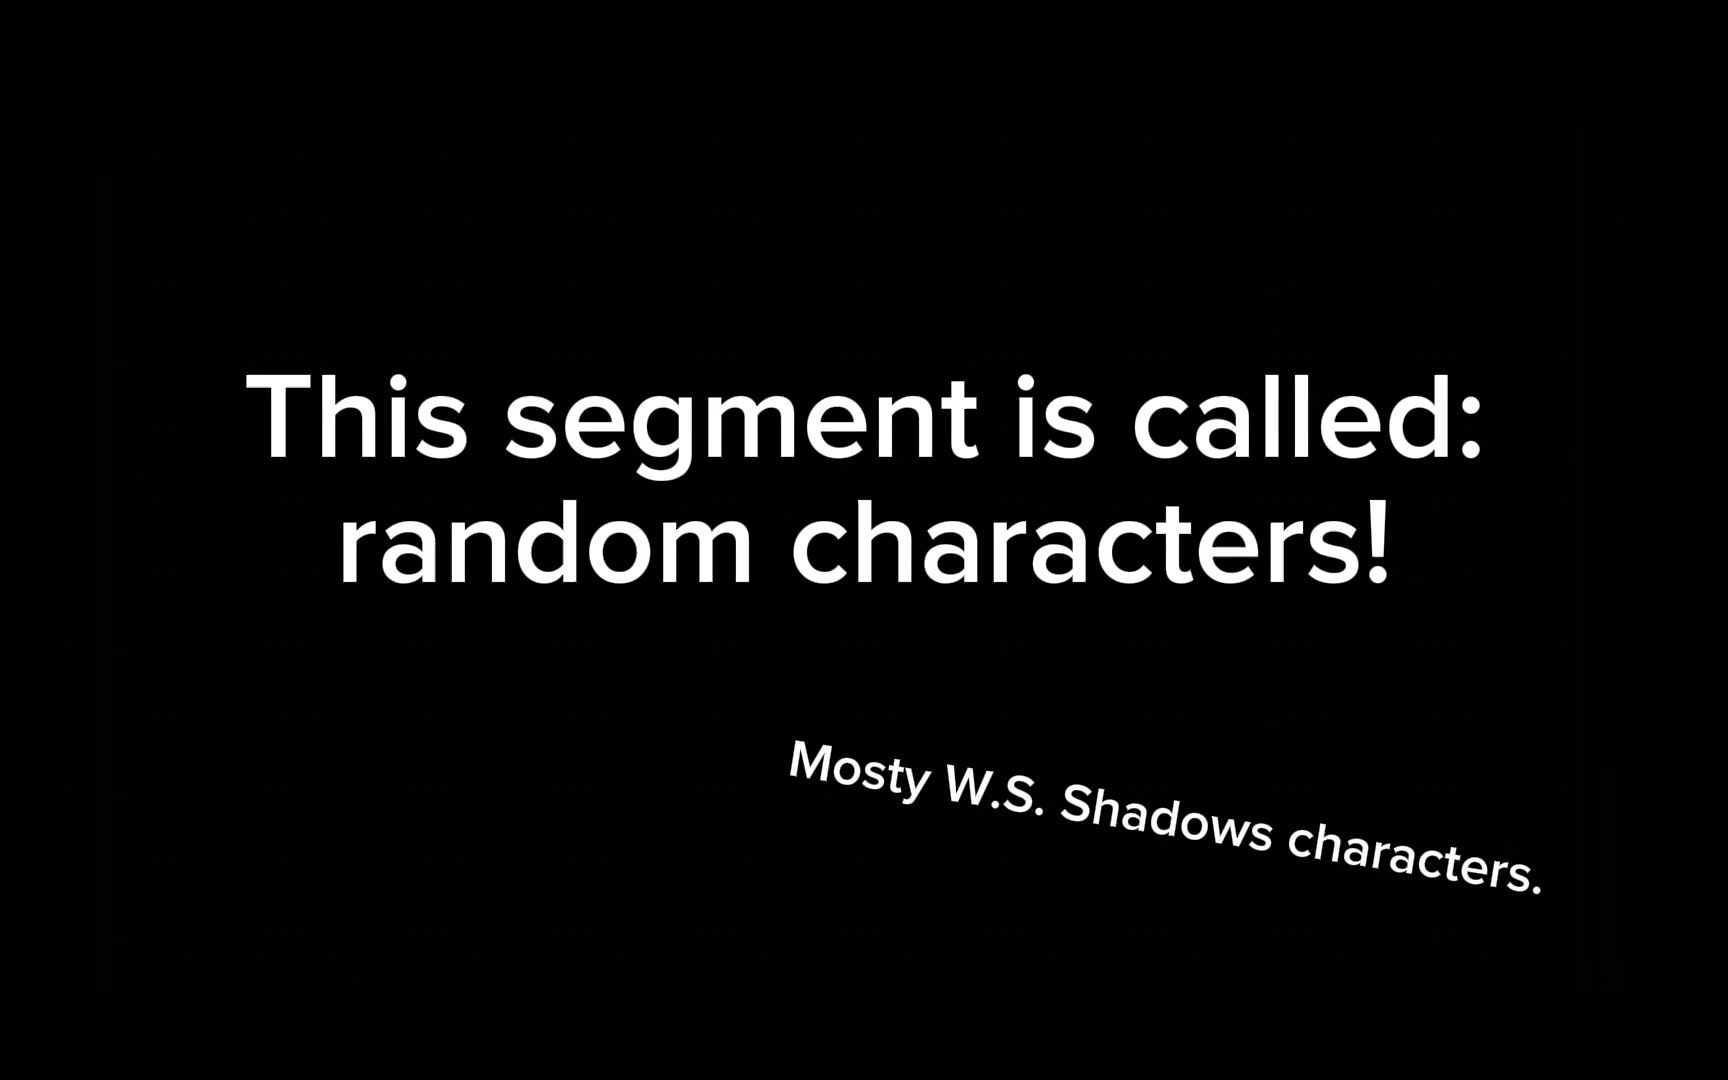 This segment is called:
random characters!
Mosty W.S. Shadows characters.